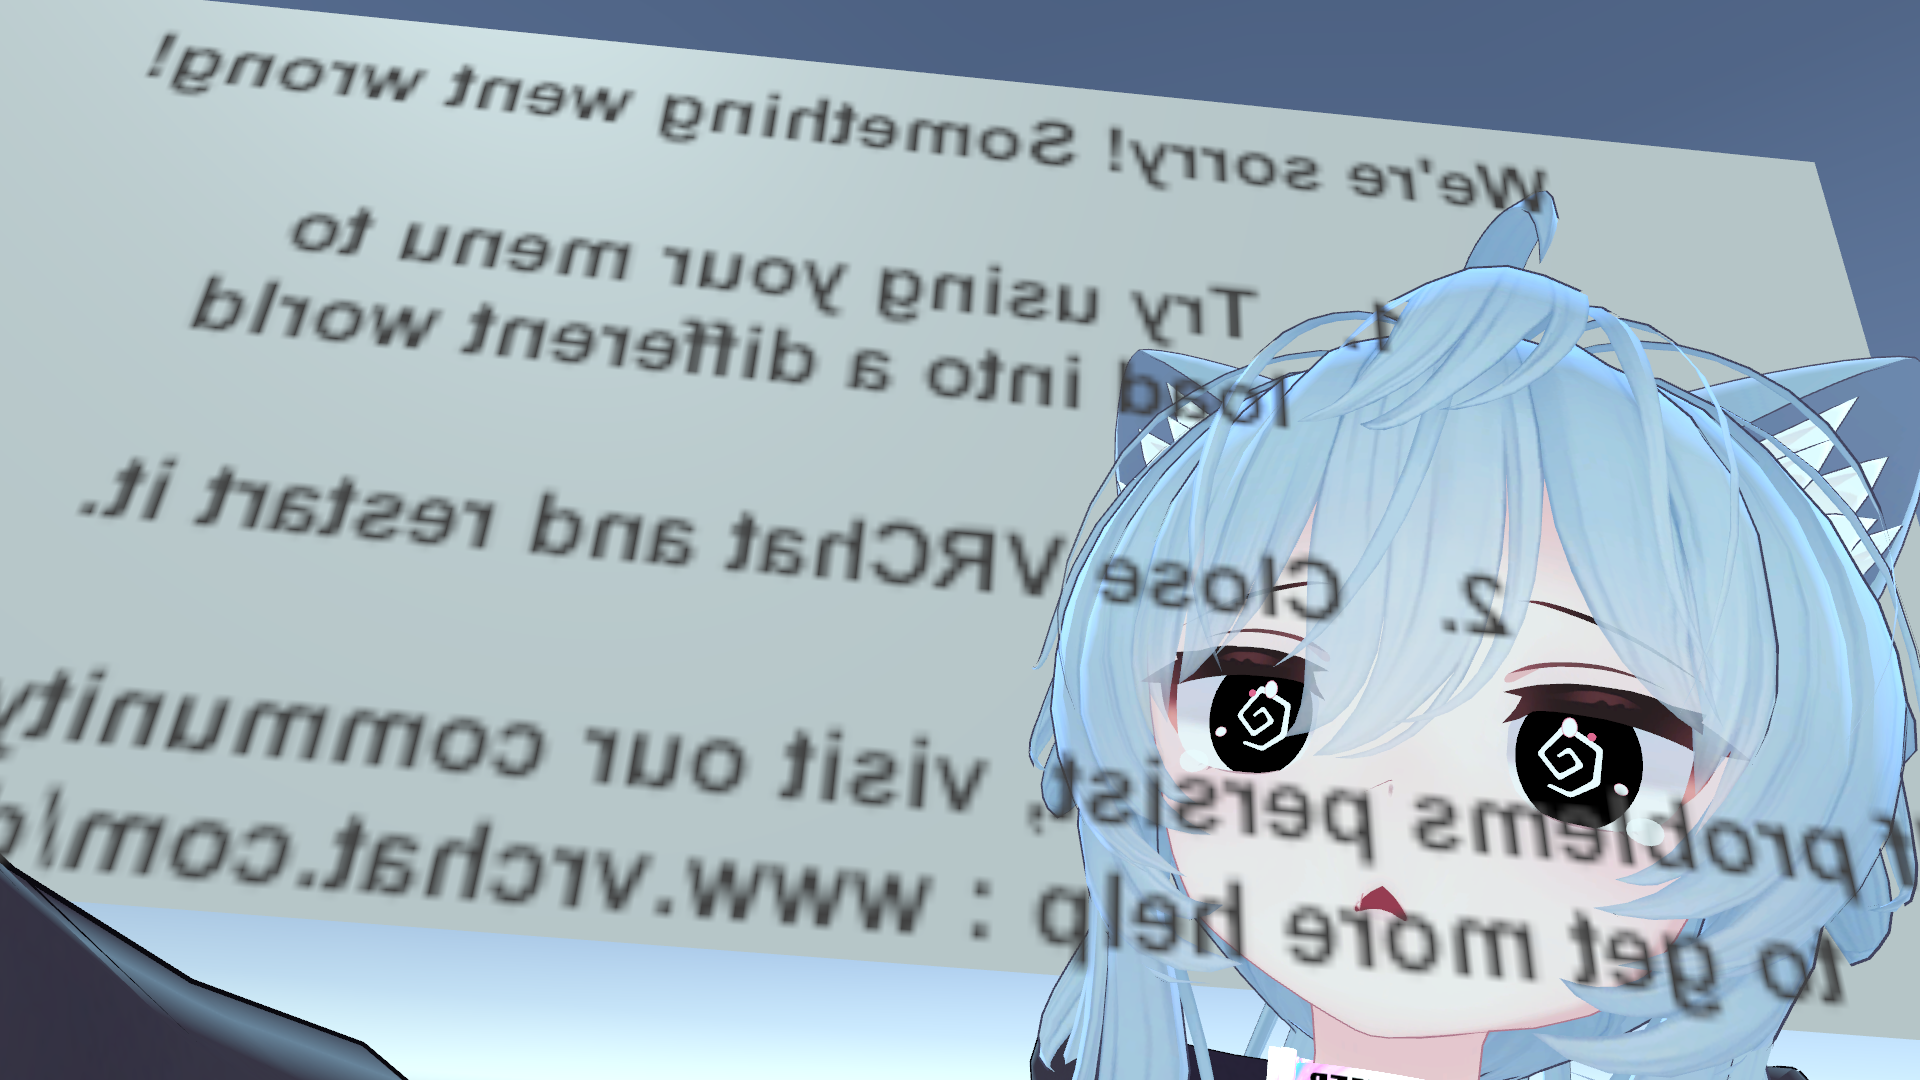 We're sorry! Something went wrong!
1. Try using your menu to
load into a different world
2. Close VRChat and restart it.
problems persist, visit our community
to get more help : www.vrchat.com/